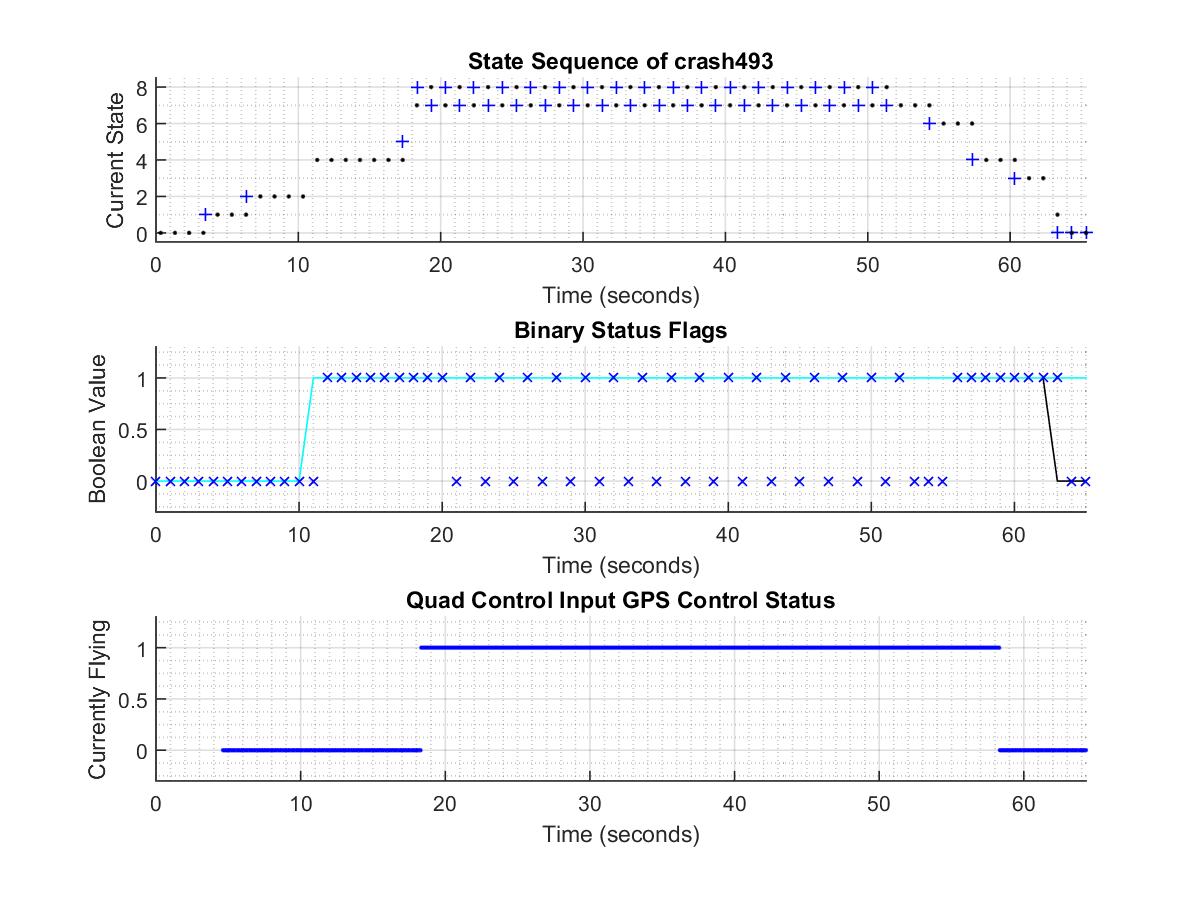 State Sequence of crash493
Current State
8
6
4
2
0
0 10 20 30 40 50 60
Time (seconds)
Binary Status Flags
Boolean Value
1
0.5
0
0 10 20 30 40 50 60
Time (seconds)
Quad Control Input GPS Control Status
Currently Flying
1
0.5
0
0 10 20 30 40 50 60
Time (seconds)